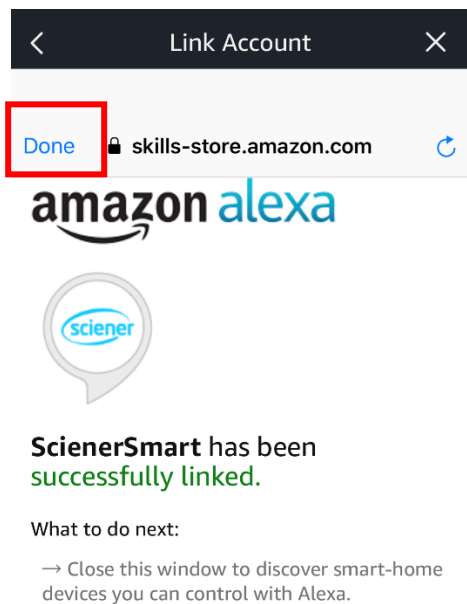 Link Account
Done skills-store.amazon.com
amazon alexa
sciener
ScienerSmart has been
successfully linked.
What to do next:
→ Close this window to discover smart-home
devices you can control with Alexa.